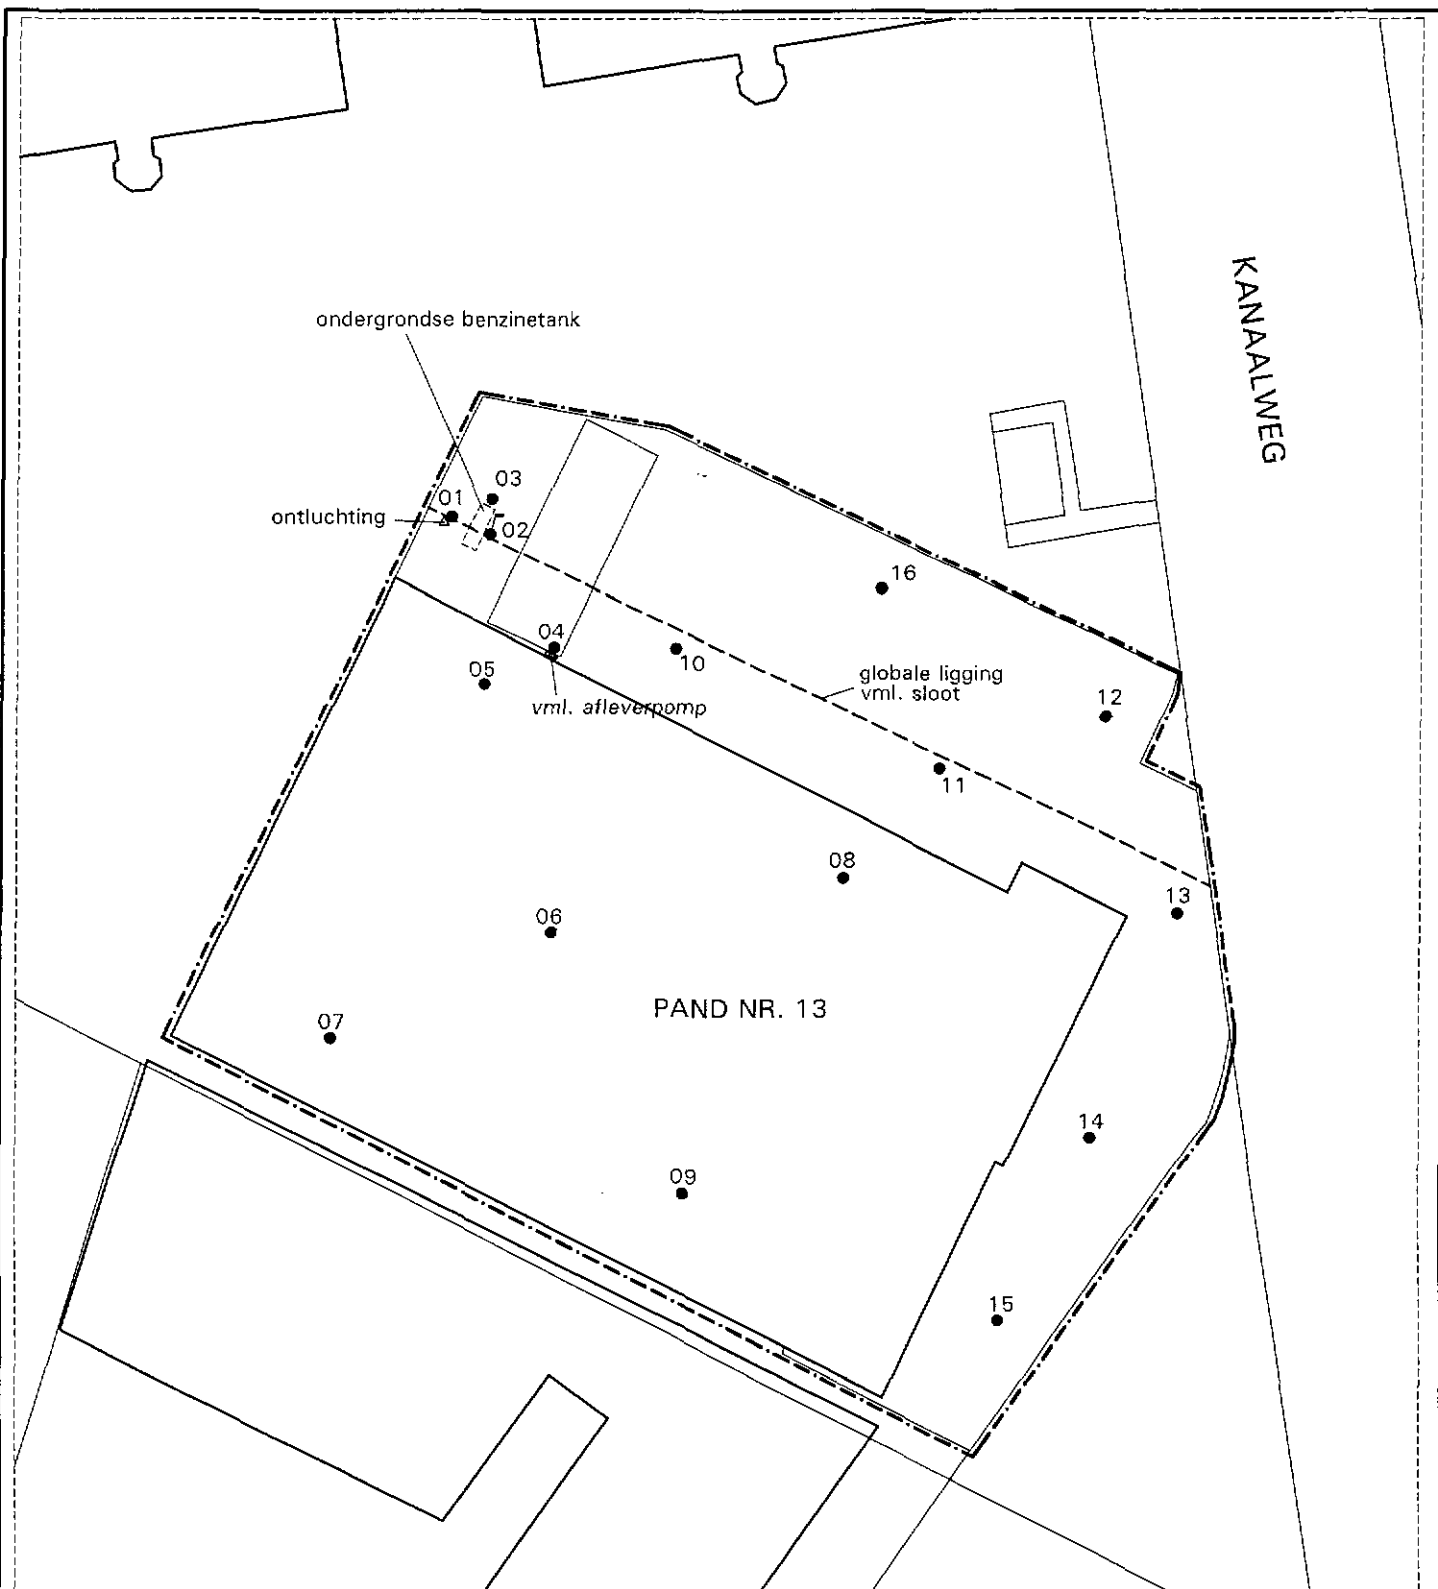 KANAALWEG
ondergrondse benzinetank
03
01
ontluchting
02
16
04
10
05
globale ligging
vml. sloot
vml. afleverpomp
12
11
08
13
06
PAND NR. 13
07
14
09
15